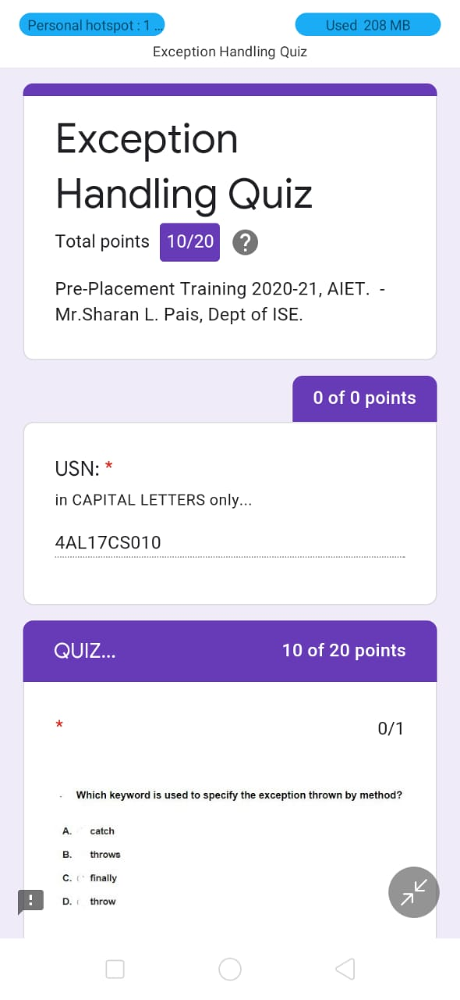 Personal hotspot : 1 ...
Used 208 MB
Exception Handling Quiz
Exception
Handling Quiz
Total points 10/20 ?
Pre-Placement Training 2020-21, AIET. -
Mr.Sharan L. Pais, Dept of ISE.
0 of 0 points
USN: *
in CAPITAL LETTERS only...
4AL17CS010
QUIZ...
10 of 20 points
* 0/1
Which keyword is used to specify the exception thrown by method?
A. catch
B. throws
C. finally
D. throw
!